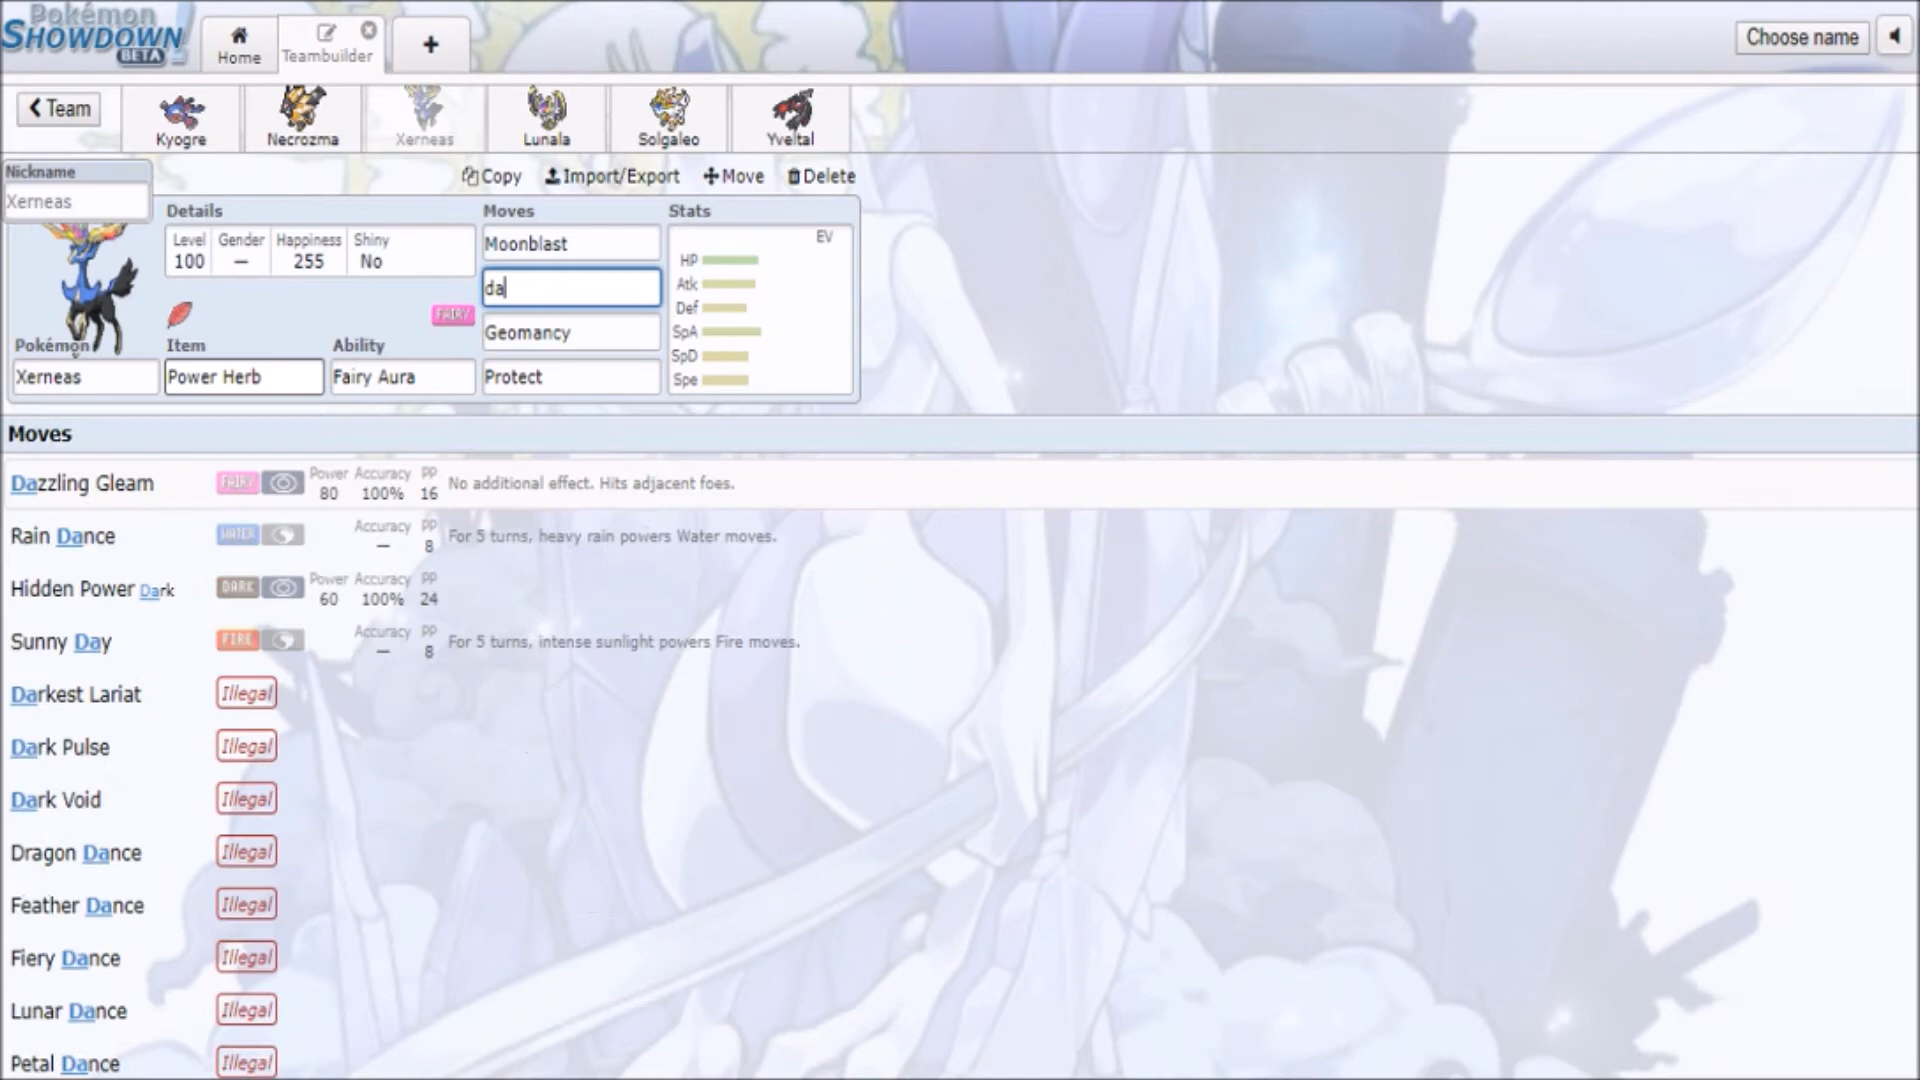 Pokémon
SHOWDOWN
BETA
Home
Teambuilder
+
Choose name
Team
Kyogre
Necrozma
Xerneas
Lunala
Solgaleo
Yveltal
Nickname
Xerneas
Copy Import/Export Move Delete
Details
Level Gender Happiness Shiny
100 — 255 No
FAIRY
Pokémon Item Ability
Xerneas Power Herb Fairy Aura
Moves
Moonblast
da
Geomancy
Protect
Stats
EV
HP
Atk
Def
SpA
SpD
Spe
Moves
Dazzling Gleam FAIRY Power 80 Accuracy 100% PP 16 No additional effect. Hits adjacent foes.
Rain Dance WATER Accuracy — PP 8 For 5 turns, heavy rain powers Water moves.
Hidden Power Dark DARK Power 60 Accuracy 100% PP 24
Sunny Day FIRE Accuracy — PP 8 For 5 turns, intense sunlight powers Fire moves.
Darkest Lariat Illegal
Dark Pulse Illegal
Dark Void Illegal
Dragon Dance Illegal
Feather Dance Illegal
Fiery Dance Illegal
Lunar Dance Illegal
Petal Dance Illegal